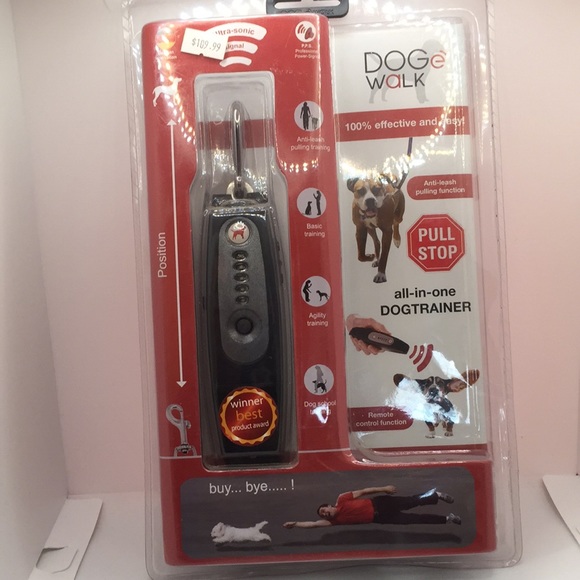 $109.99
ultra-sonic
signal
P.P.S.
Professional
Power-Signal
DOGe
WalK
100% effective and easy!
Anti-leash
pulling training
Anti-leash
pulling function
Position
Basic
training
PULL
STOP
all-in-one
DOGTRAINER
Agility
training
winner
best
product award
Dog school
Remote
control function
buy... bye..... !